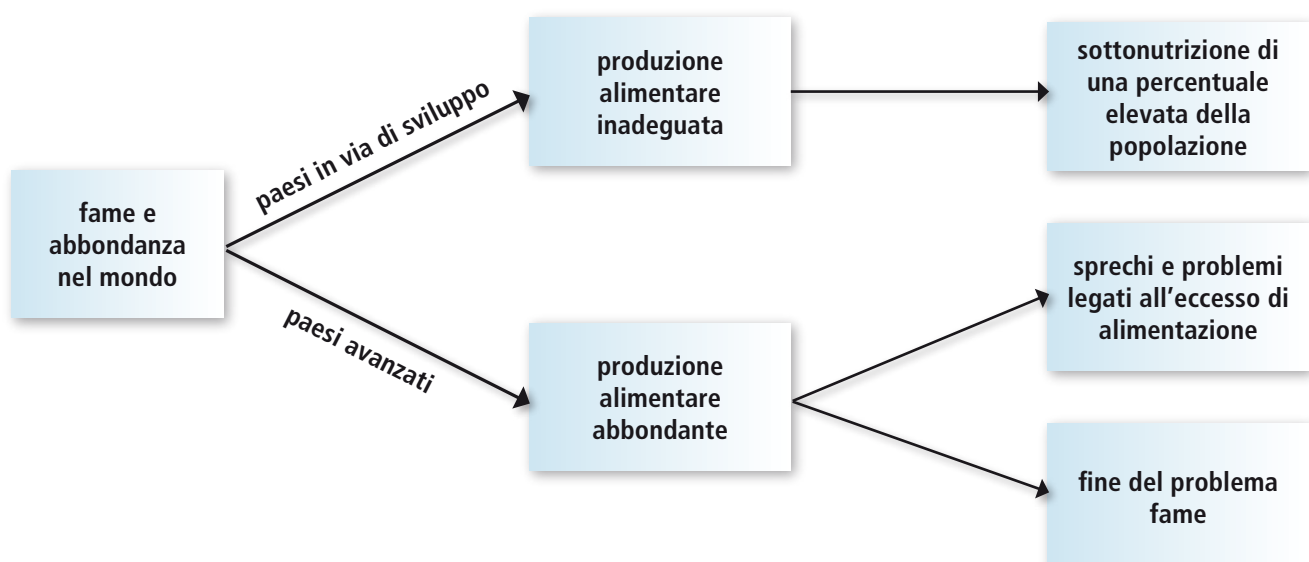 fame e
abbondanza
nel mondo
paesi in via di sviluppo
produzione
alimentare
inadeguata
sottonutrizione di
una percentuale
elevata della
popolazione
paesi avanzati
produzione
alimentare
abbondante
sprechi e problemi
legati all’eccesso di
alimentazione
fine del problema
fame